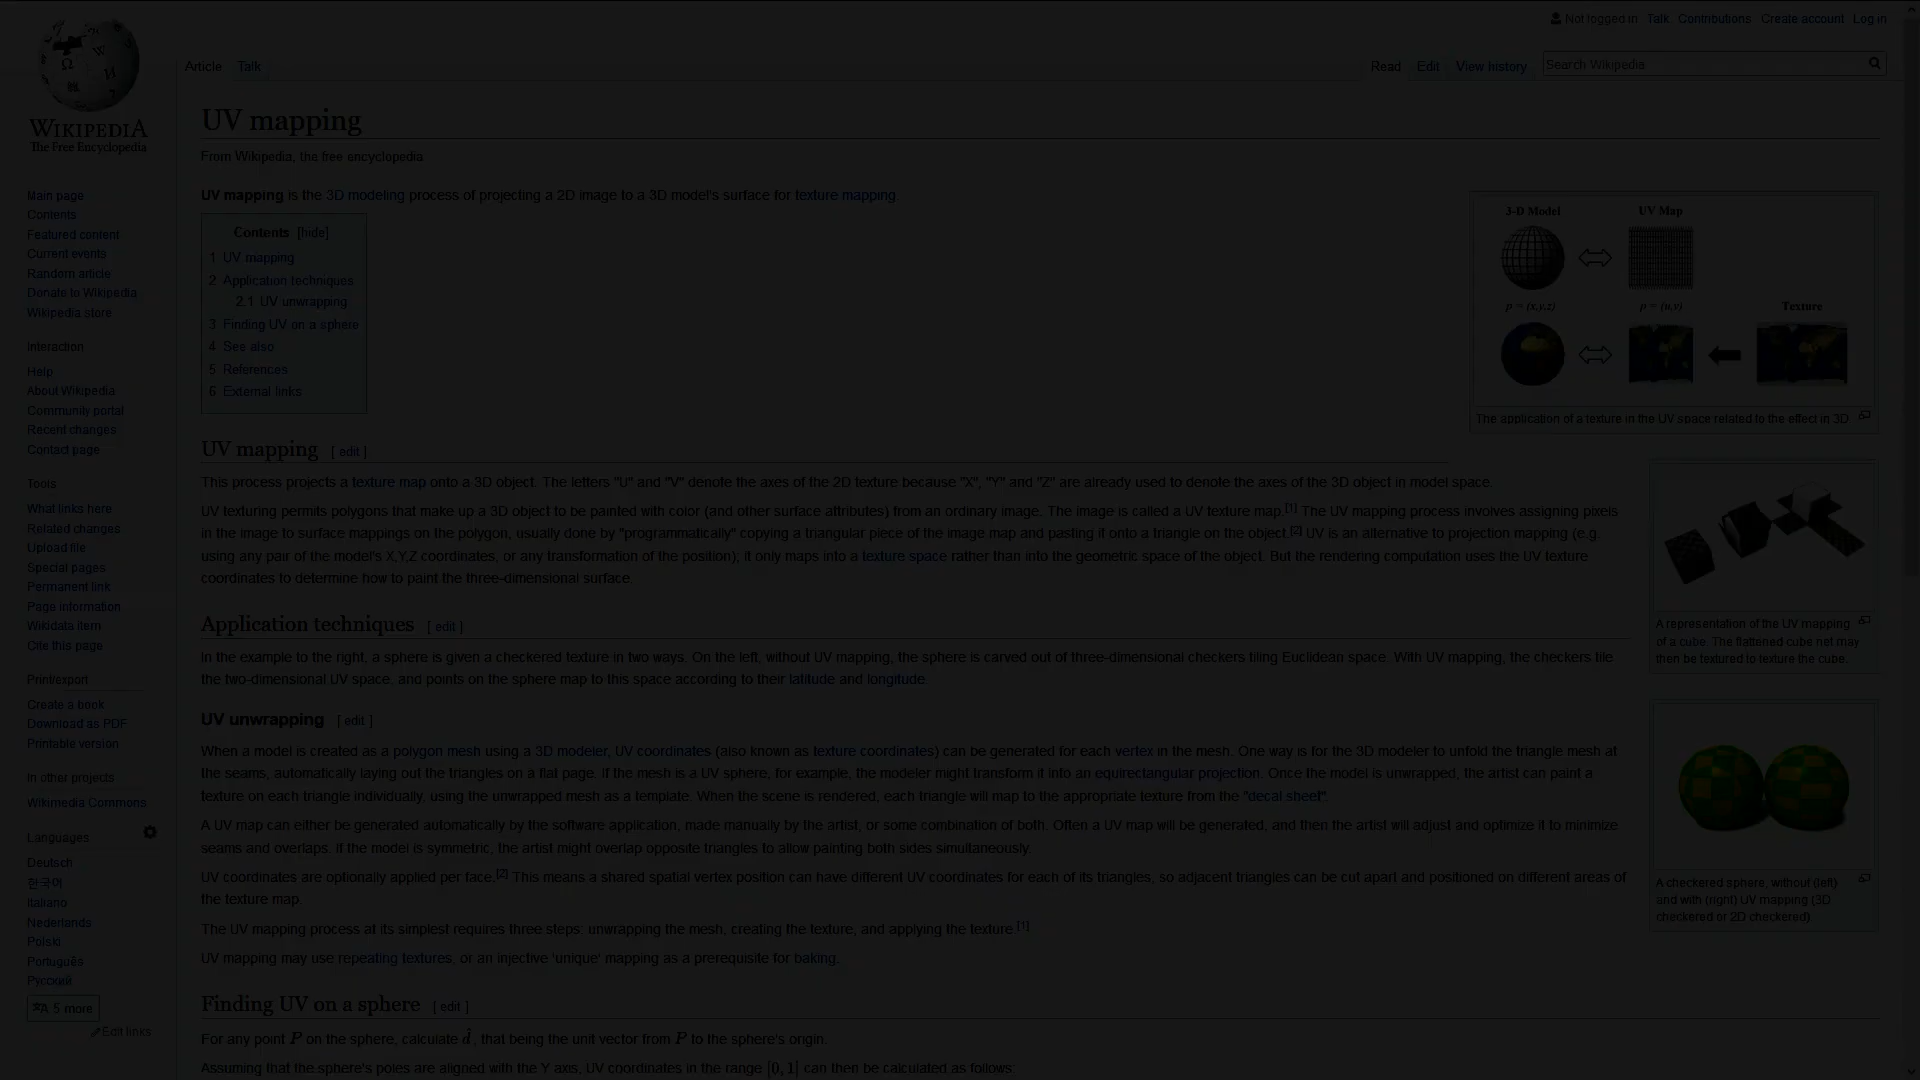 Not logged in Talk Contributions Create account Log in
Article Talk
Read Edit View history Search Wikipedia
WIKIPEDIA
The Free Encyclopedia
Main page
Contents
Featured content
Current events
Random article
Donate to Wikipedia
Wikipedia store
Interaction
Help
About Wikipedia
Community portal
Recent changes
Contact page
Tools
What links here
Related changes
Upload file
Special pages
Permanent link
Page information
Wikidata item
Cite this page
Print/export
Create a book
Download as PDF
Printable version
In other projects
Wikimedia Commons
Languages
Deutsch
한국어
Italiano
Nederlands
Polski
Português
Русский
5 more
Edit links
UV mapping
From Wikipedia, the free encyclopedia
UV mapping is the 3D modeling process of projecting a 2D image to a 3D model's surface for texture mapping.
Contents [hide]
1 UV mapping
2 Application techniques
2.1 UV unwrapping
3 Finding UV on a sphere
4 See also
5 References
6 External links
3-D Model UV Map
p = (x,y,z) p = (u,v) Texture
The application of a texture in the UV space related to the effect in 3D.
UV mapping [ edit ]
This process projects a texture map onto a 3D object. The letters "U" and "V" denote the axes of the 2D texture because "X", "Y" and "Z" are already used to denote the axes of the 3D object in model space.
UV texturing permits polygons that make up a 3D object to be painted with color (and other surface attributes) from an ordinary image. The image is called a UV texture map.[1] The UV mapping process involves assigning pixels
in the image to surface mappings on the polygon, usually done by "programmatically" copying a triangular piece of the image map and pasting it onto a triangle on the object.[2] UV is an alternative to projection mapping (e.g.
using any pair of the model's X,Y,Z coordinates, or any transformation of the position); it only maps into a texture space rather than into the geometric space of the object. But the rendering computation uses the UV texture
coordinates to determine how to paint the three-dimensional surface.
A representation of the UV mapping
of a cube. The flattened cube net may
then be textured to texture the cube.
Application techniques [ edit ]
In the example to the right, a sphere is given a checkered texture in two ways. On the left, without UV mapping, the sphere is carved out of three-dimensional checkers tiling Euclidean space. With UV mapping, the checkers tile
the two-dimensional UV space, and points on the sphere map to this space according to their latitude and longitude.
UV unwrapping [ edit ]
When a model is created as a polygon mesh using a 3D modeler, UV coordinates (also known as texture coordinates) can be generated for each vertex in the mesh. One way is for the 3D modeler to unfold the triangle mesh at
the seams, automatically laying out the triangles on a flat page. If the mesh is a UV sphere, for example, the modeler might transform it into an equirectangular projection. Once the model is unwrapped, the artist can paint a
texture on each triangle individually, using the unwrapped mesh as a template. When the scene is rendered, each triangle will map to the appropriate texture from the "decal sheet".
A UV map can either be generated automatically by the software application, made manually by the artist, or some combination of both. Often a UV map will be generated, and then the artist will adjust and optimize it to minimize
seams and overlaps. If the model is symmetric, the artist might overlap opposite triangles to allow painting both sides simultaneously.
UV coordinates are optionally applied per face.[2] This means a shared spatial vertex position can have different UV coordinates for each of its triangles, so adjacent triangles can be cut apart and positioned on different areas of
the texture map.
The UV mapping process at its simplest requires three steps: unwrapping the mesh, creating the texture, and applying the texture.[1]
UV mapping may use repeating textures, or an injective 'unique' mapping as a prerequisite for baking.
A checkered sphere, without (left)
and with (right) UV mapping (3D
checkered or 2D checkered).
Finding UV on a sphere [ edit ]
For any point P on the sphere, calculate d̂, that being the unit vector from P to the sphere's origin.
Assuming that the sphere's poles are aligned with the Y axis, UV coordinates in the range [0, 1] can then be calculated as follows: